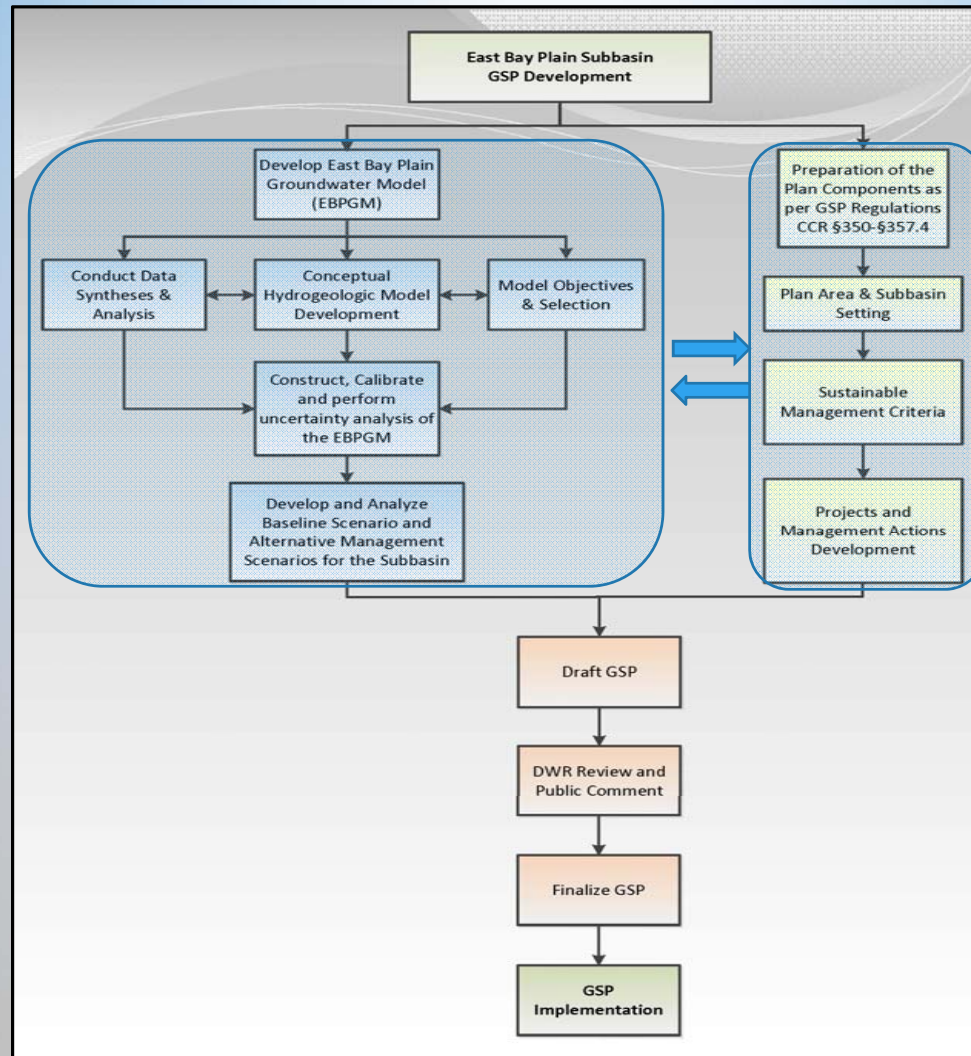 East Bay Plain Subbasin
GSP Development
Develop East Bay Plain
Groundwater Model
(EBPGM)
Conduct Data
Syntheses &
Analysis
Conceptual
Hydrogeologic Model
Development
Model Objectives
& Selection
Construct, Calibrate
and perform
uncertainty analysis of
the EBPGM
Develop and Analyze
Baseline Scenario and
Alternative Management
Scenarios for the Subbasin
Preparation of the
Plan Components as
per GSP Regulations
CCR §350-§357.4
Plan Area & Subbasin
Setting
Sustainable
Management Criteria
Projects and
Management Actions
Development
Draft GSP
DWR Review and
Public Comment
Finalize GSP
GSP
Implementation